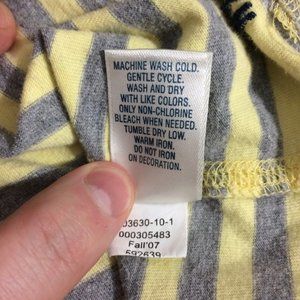 MACHINE WASH COLD.
GENTLE CYCLE.
WASH AND DRY
WITH LIKE COLORS.
ONLY NON-CHLORINE
BLEACH WHEN NEEDED.
TUMBLE DRY LOW.
WARM IRON.
DO NOT IRON
ON DECORATION.
03630-10-1
000305483
Fall'07
592639